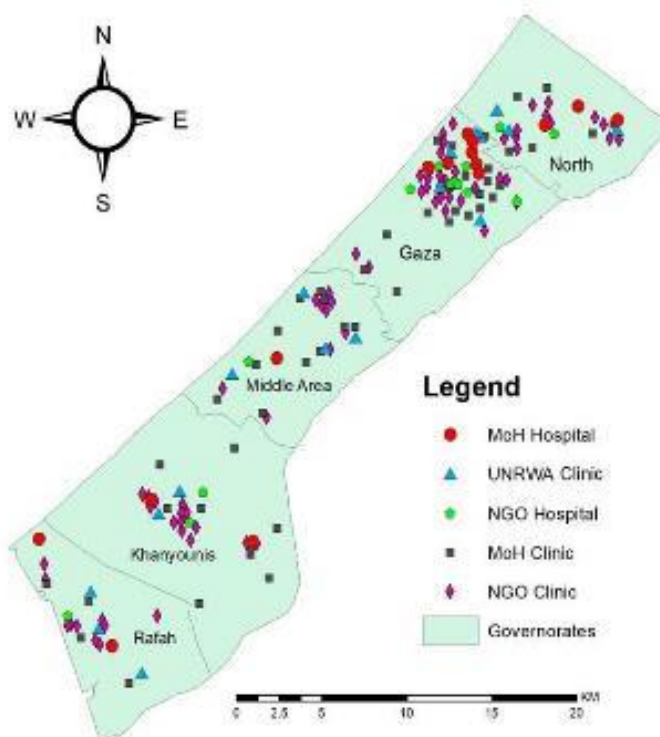 N
W
E
S
North
Gaza
Middle Area
Khanyounis
Rafah
Legend
MoH Hospital
UNRWA Clinic
NGO Hospital
MoH Clinic
NGO Clinic
Governorates
KM
0 2.5 5 10 15 20